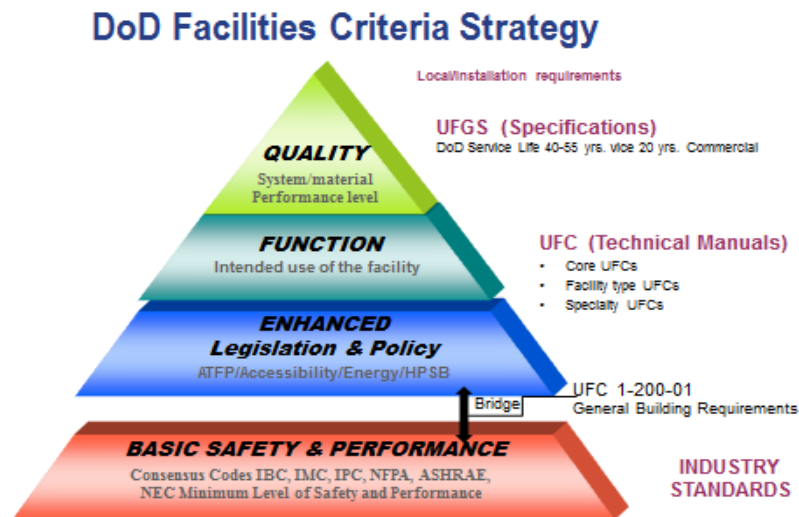 DoD Facilities Criteria Strategy
Local/Installation requirements
UFGS (Specifications)
DoD Service Life 40-55 yrs. vice 20 yrs. Commercial
QUALITY
System/material
Performance level
FUNCTION
Intended use of the facility
UFC (Technical Manuals)
• Core UFCs
• Facility type UFCs
• Specialty UFCs
ENHANCED
Legislation & Policy
ATFP/Accessibility/Energy/HPSB
Bridge
UFC 1-200-01
General Building Requirements
BASIC SAFETY & PERFORMANCE
Consensus Codes IBC, IMC, IPC, NFPA, ASHRAE,
NEC Minimum Level of Safety and Performance
INDUSTRY
STANDARDS